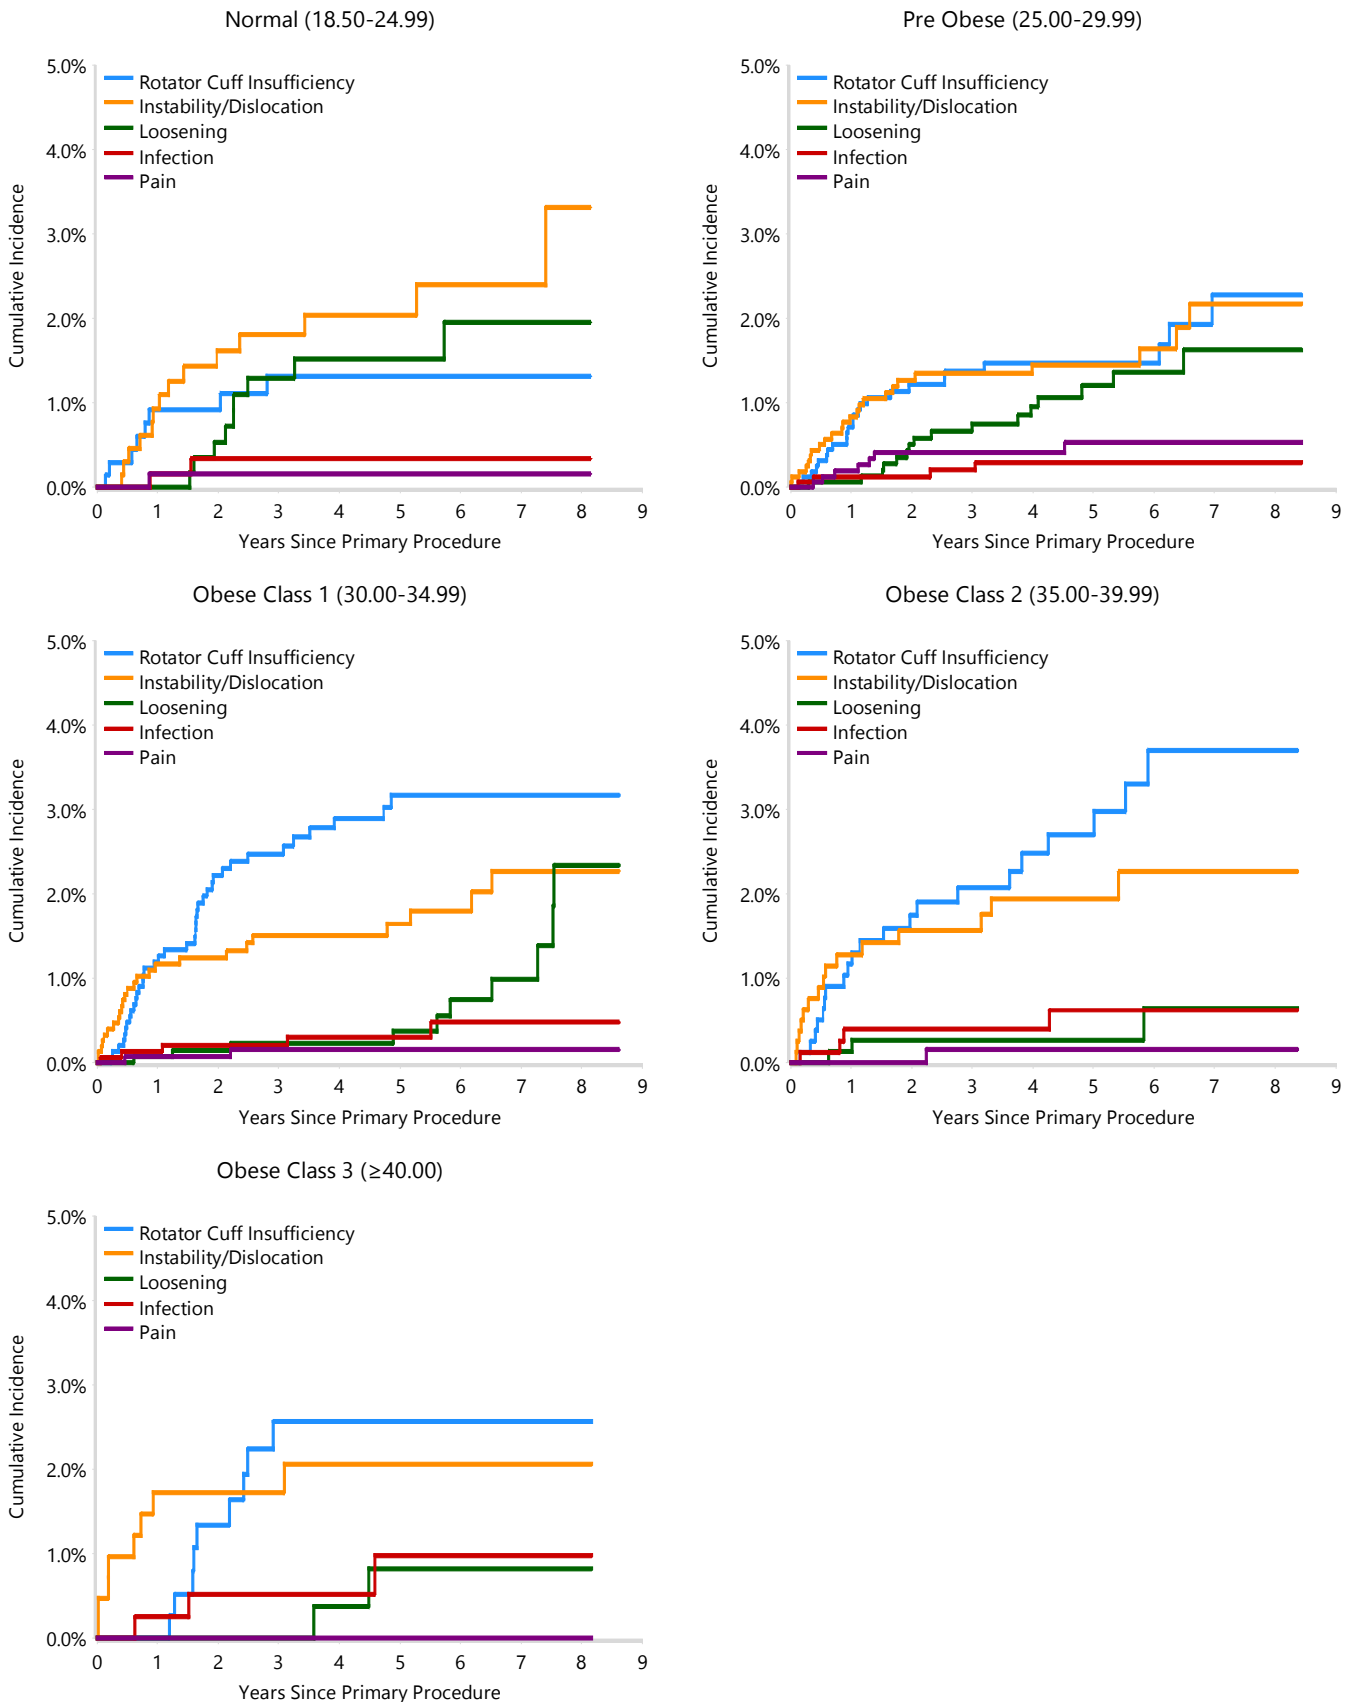 Normal (18.50-24.99)
5.0%
4.0%
3.0%
2.0%
1.0%
0.0%
Cumulative Incidence
Rotator Cuff Insufficiency
Instability/Dislocation
Loosening
Infection
Pain
0 1 2 3 4 5 6 7 8 9
Years Since Primary Procedure
Pre Obese (25.00-29.99)
5.0%
4.0%
3.0%
2.0%
1.0%
0.0%
Cumulative Incidence
Rotator Cuff Insufficiency
Instability/Dislocation
Loosening
Infection
Pain
0 1 2 3 4 5 6 7 8 9
Years Since Primary Procedure
Obese Class 1 (30.00-34.99)
5.0%
4.0%
3.0%
2.0%
1.0%
0.0%
Cumulative Incidence
Rotator Cuff Insufficiency
Instability/Dislocation
Loosening
Infection
Pain
0 1 2 3 4 5 6 7 8 9
Years Since Primary Procedure
Obese Class 2 (35.00-39.99)
5.0%
4.0%
3.0%
2.0%
1.0%
0.0%
Cumulative Incidence
Rotator Cuff Insufficiency
Instability/Dislocation
Loosening
Infection
Pain
0 1 2 3 4 5 6 7 8 9
Years Since Primary Procedure
Obese Class 3 (≥40.00)
5.0%
4.0%
3.0%
2.0%
1.0%
0.0%
Cumulative Incidence
Rotator Cuff Insufficiency
Instability/Dislocation
Loosening
Infection
Pain
0 1 2 3 4 5 6 7 8 9
Years Since Primary Procedure